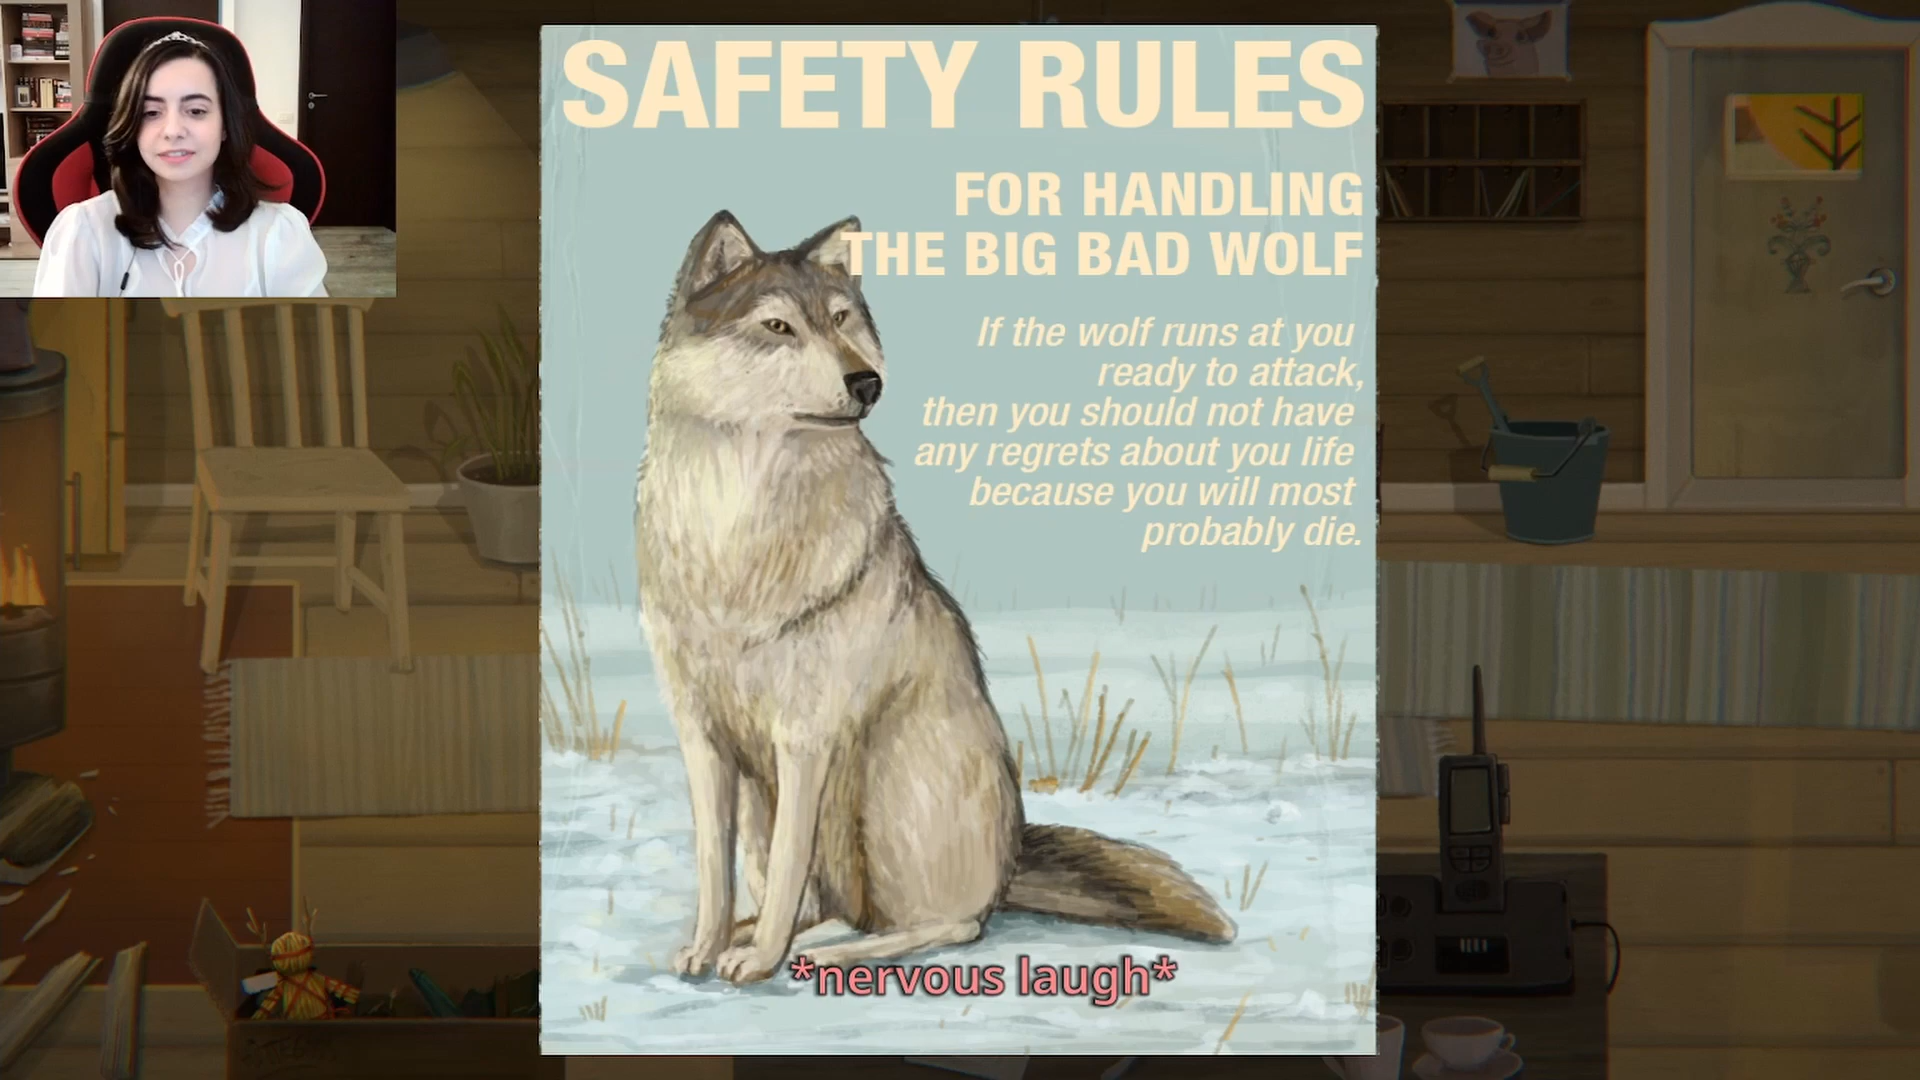 SAFETY RULES
FOR HANDLING
THE BIG BAD WOLF
If the wolf runs at you
ready to attack,
then you should not have
any regrets about you life
because you will most
probably die.
*nervous laugh*